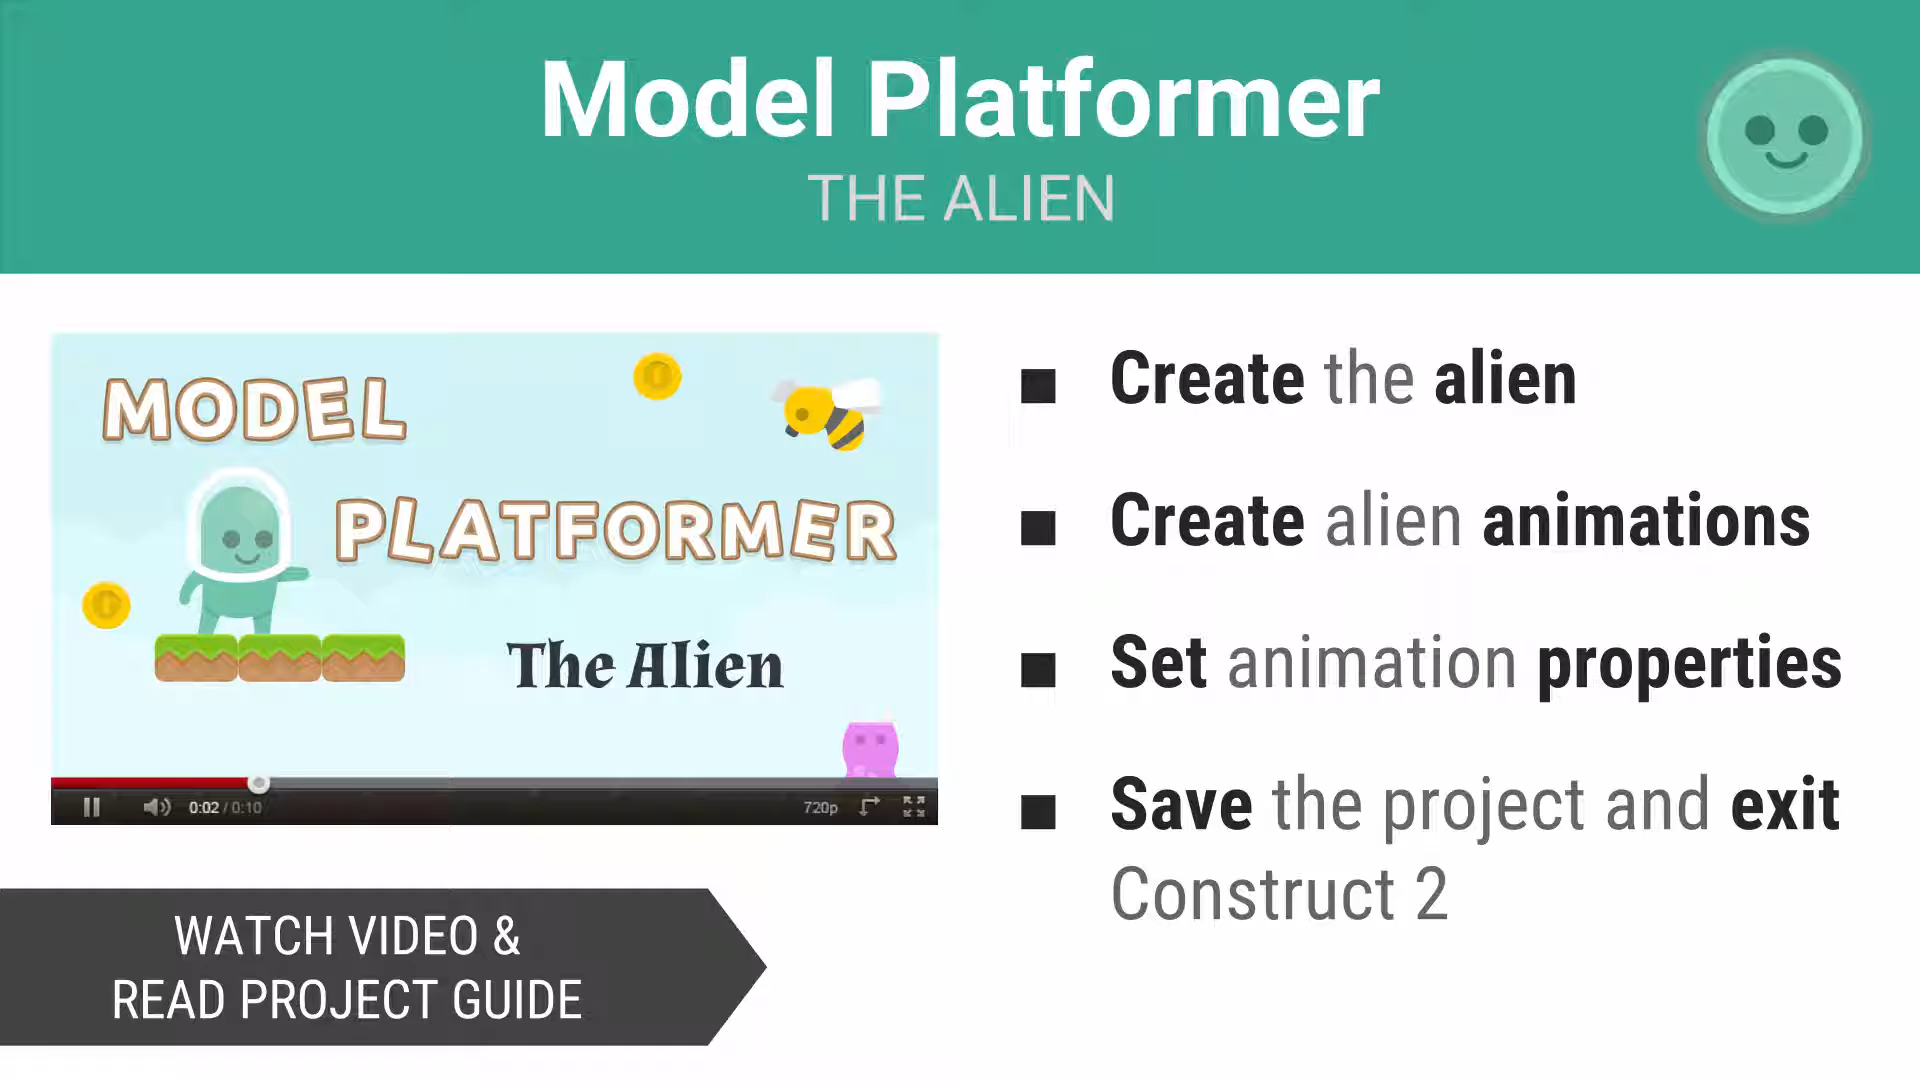 Model Platformer
THE ALIEN
MODEL
PLATFORMER
The Alien
0:02 / 0:10
720p
■ Create the alien
■ Create alien animations
■ Set animation properties
■ Save the project and exit
Construct 2
WATCH VIDEO &
READ PROJECT GUIDE